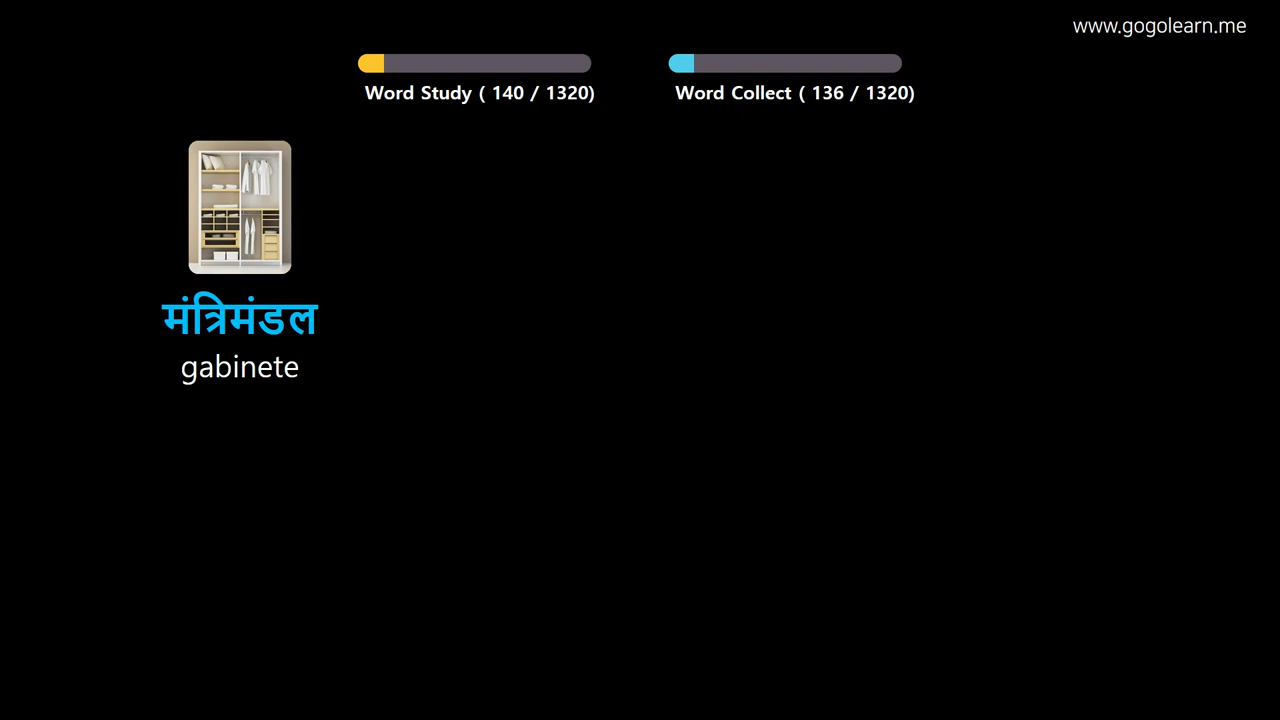 www.gogolearn.me
Word Study ( 140 / 1320)
Word Collect ( 136 / 1320)
मंत्रिमंडल
gabinete